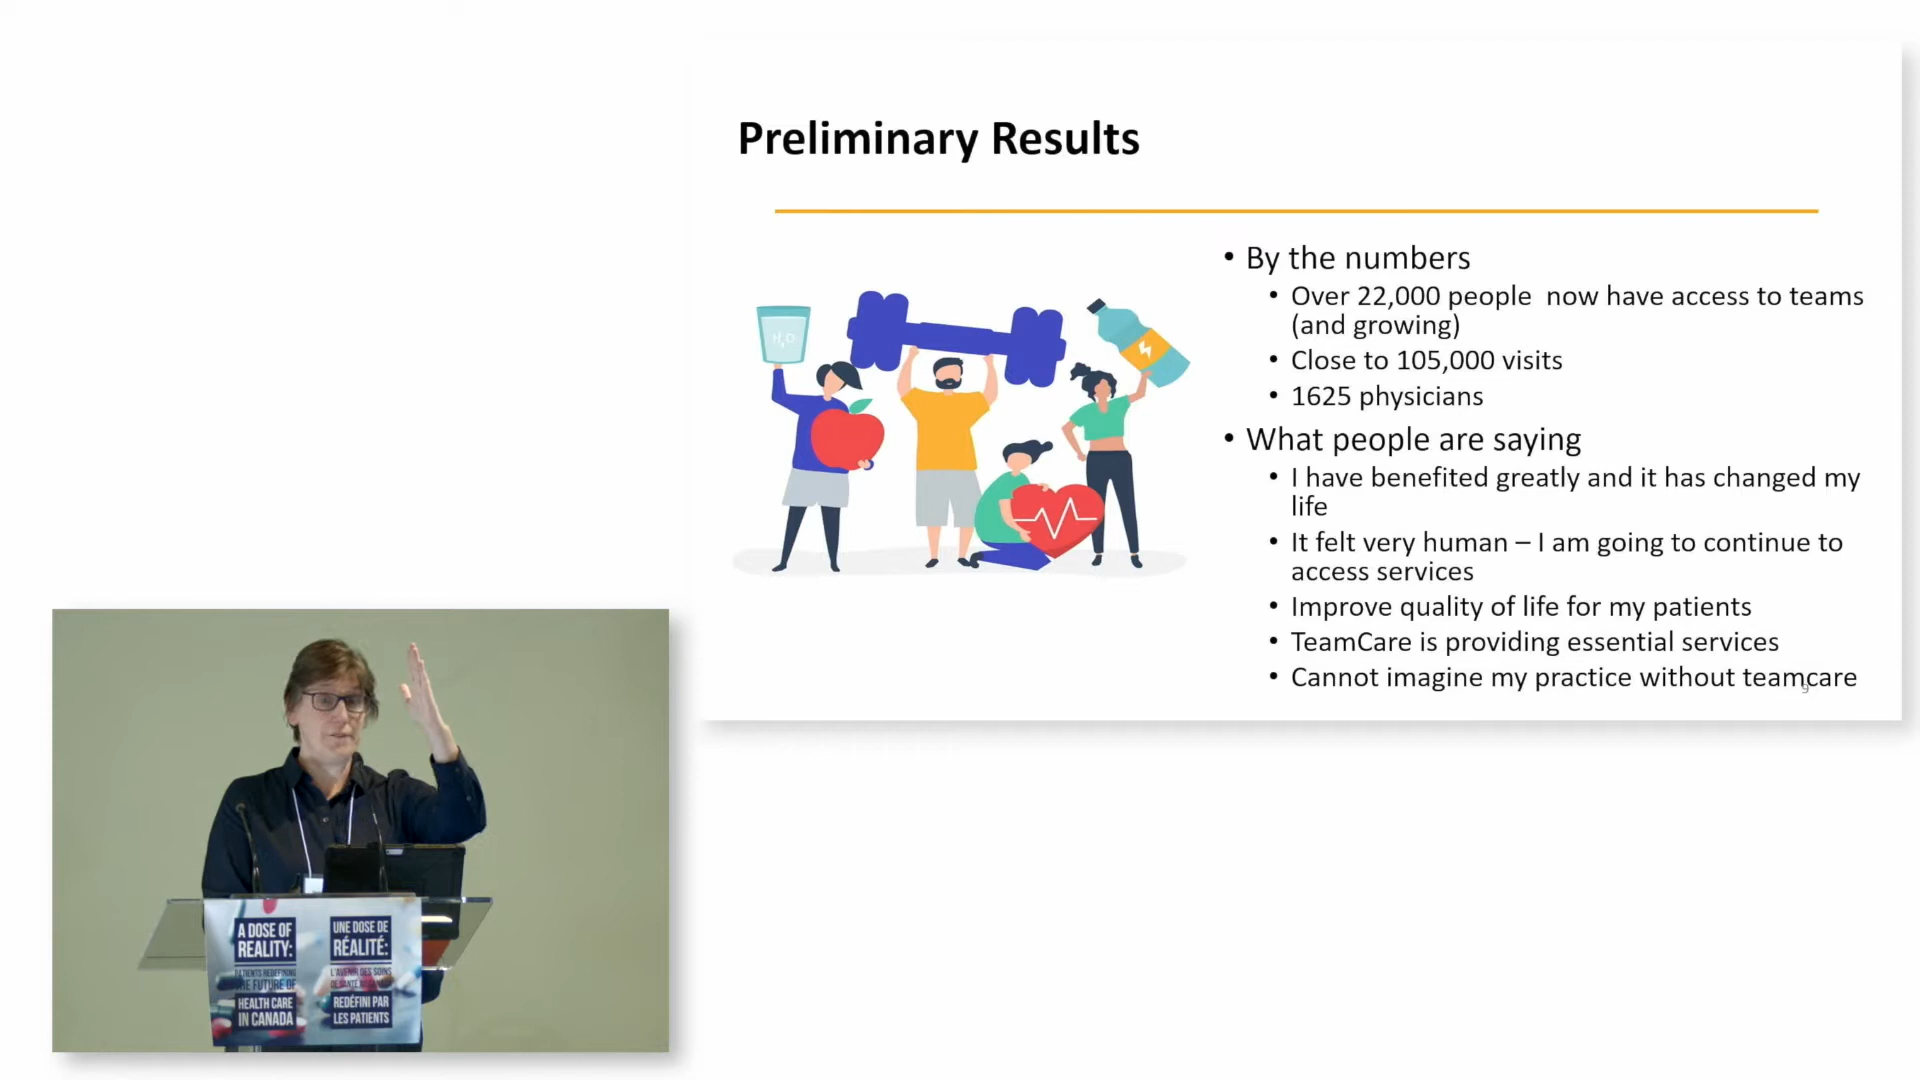 Preliminary Results
• By the numbers
• Over 22,000 people now have access to teams
(and growing)
• Close to 105,000 visits
• 1625 physicians
• What people are saying
• I have benefited greatly and it has changed my
life
• It felt very human – I am going to continue to
access services
• Improve quality of life for my patients
• TeamCare is providing essential services
• Cannot imagine my practice without teamcare
9
H₂O
A DOSE OF
REALITY:
PATIENTS REDEFINING
THE FUTURE OF
HEALTH CARE
IN CANADA
UNE DOSE DE
RÉALITÉ:
L'AVENIR DES SOINS
DE SANTÉ AU CANADA
REDÉFINI PAR
LES PATIENTS